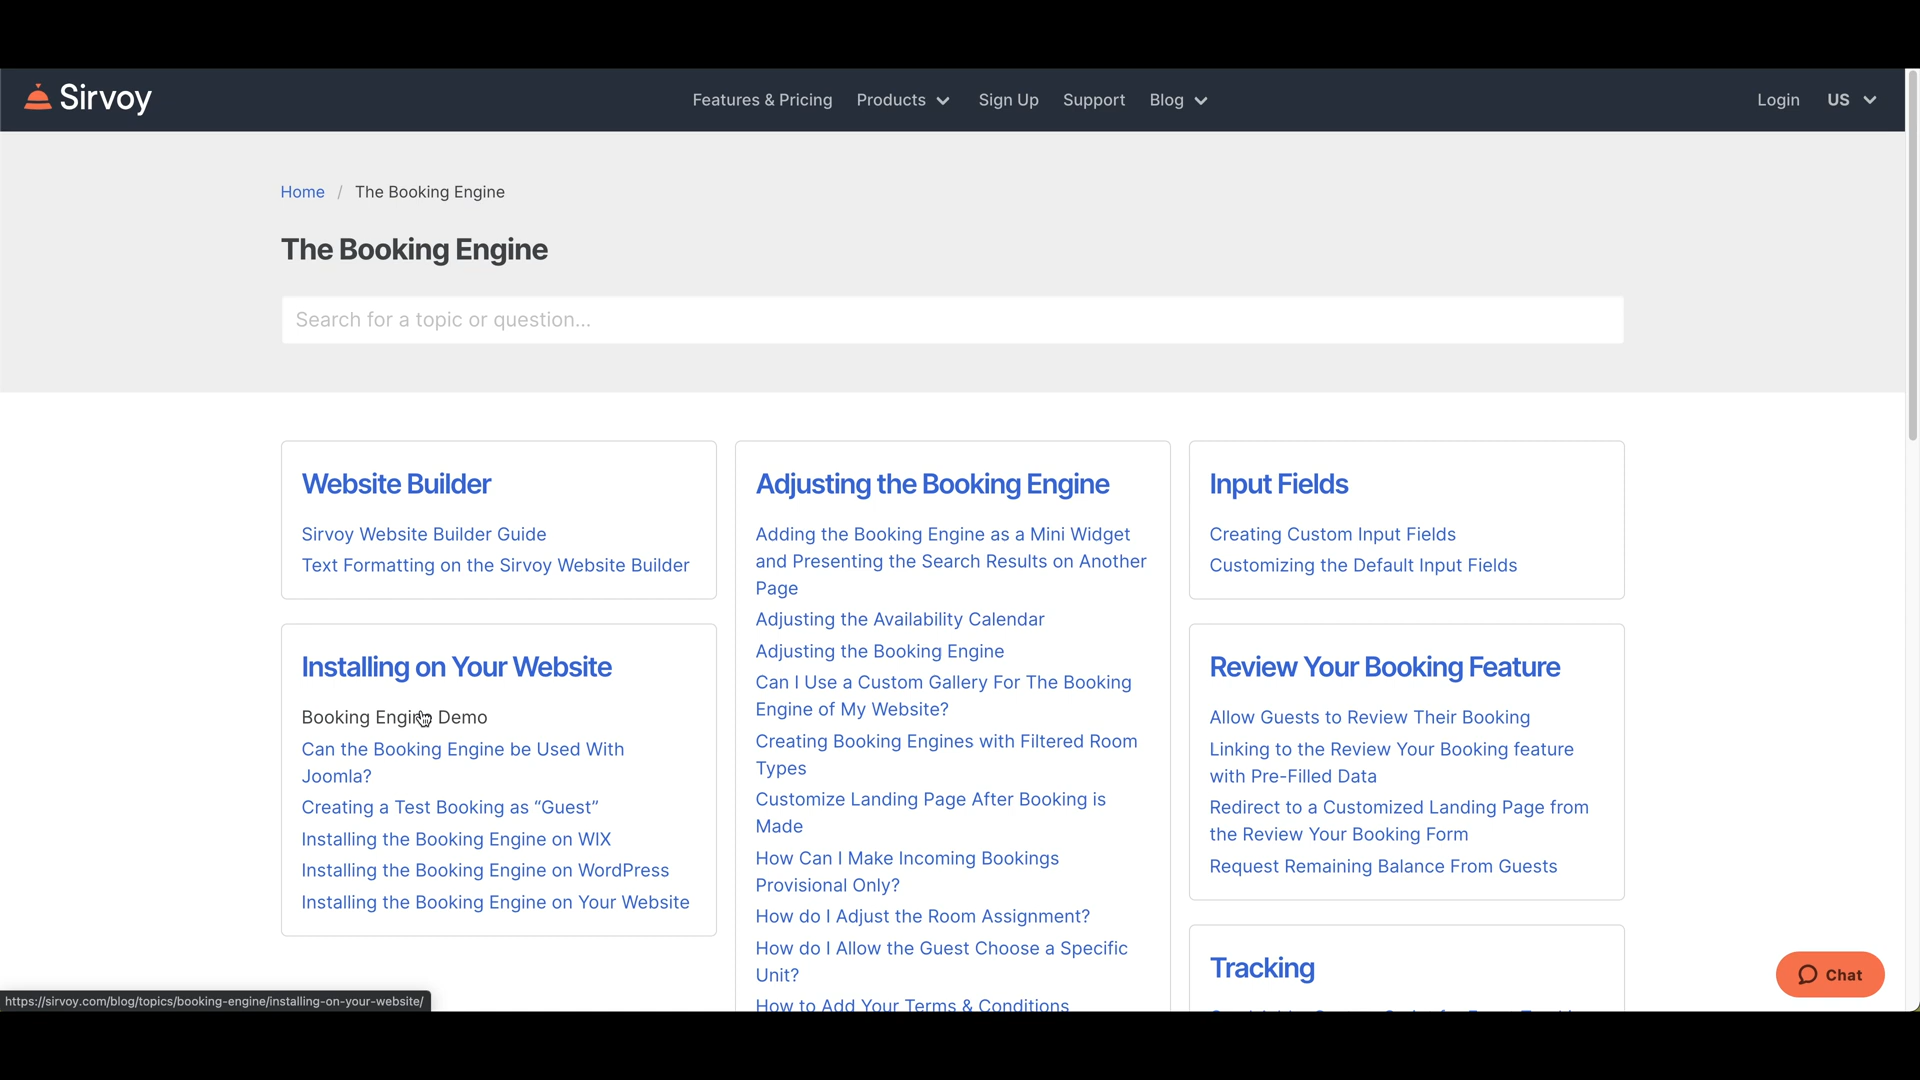 Sirvoy
Features & Pricing
Products
Sign Up
Support
Blog
Login
US
Home / The Booking Engine
The Booking Engine
Search for a topic or question...
Website Builder
Sirvoy Website Builder Guide
Text Formatting on the Sirvoy Website Builder
Installing on Your Website
Booking Engine Demo
Can the Booking Engine be Used With
Joomla?
Creating a Test Booking as “Guest”
Installing the Booking Engine on WIX
Installing the Booking Engine on WordPress
Installing the Booking Engine on Your Website
Adjusting the Booking Engine
Adding the Booking Engine as a Mini Widget
and Presenting the Search Results on Another
Page
Adjusting the Availability Calendar
Adjusting the Booking Engine
Can I Use a Custom Gallery For The Booking
Engine of My Website?
Creating Booking Engines with Filtered Room
Types
Customize Landing Page After Booking is
Made
How Can I Make Incoming Bookings
Provisional Only?
How do I Adjust the Room Assignment?
How do I Allow the Guest Choose a Specific
Unit?
How to Add Your Terms & Conditions
Input Fields
Creating Custom Input Fields
Customizing the Default Input Fields
Review Your Booking Feature
Allow Guests to Review Their Booking
Linking to the Review Your Booking feature
with Pre-Filled Data
Redirect to a Customized Landing Page from
the Review Your Booking Form
Request Remaining Balance From Guests
Tracking
Chat
https://sirvoy.com/blog/topics/booking-engine/installing-on-your-website/